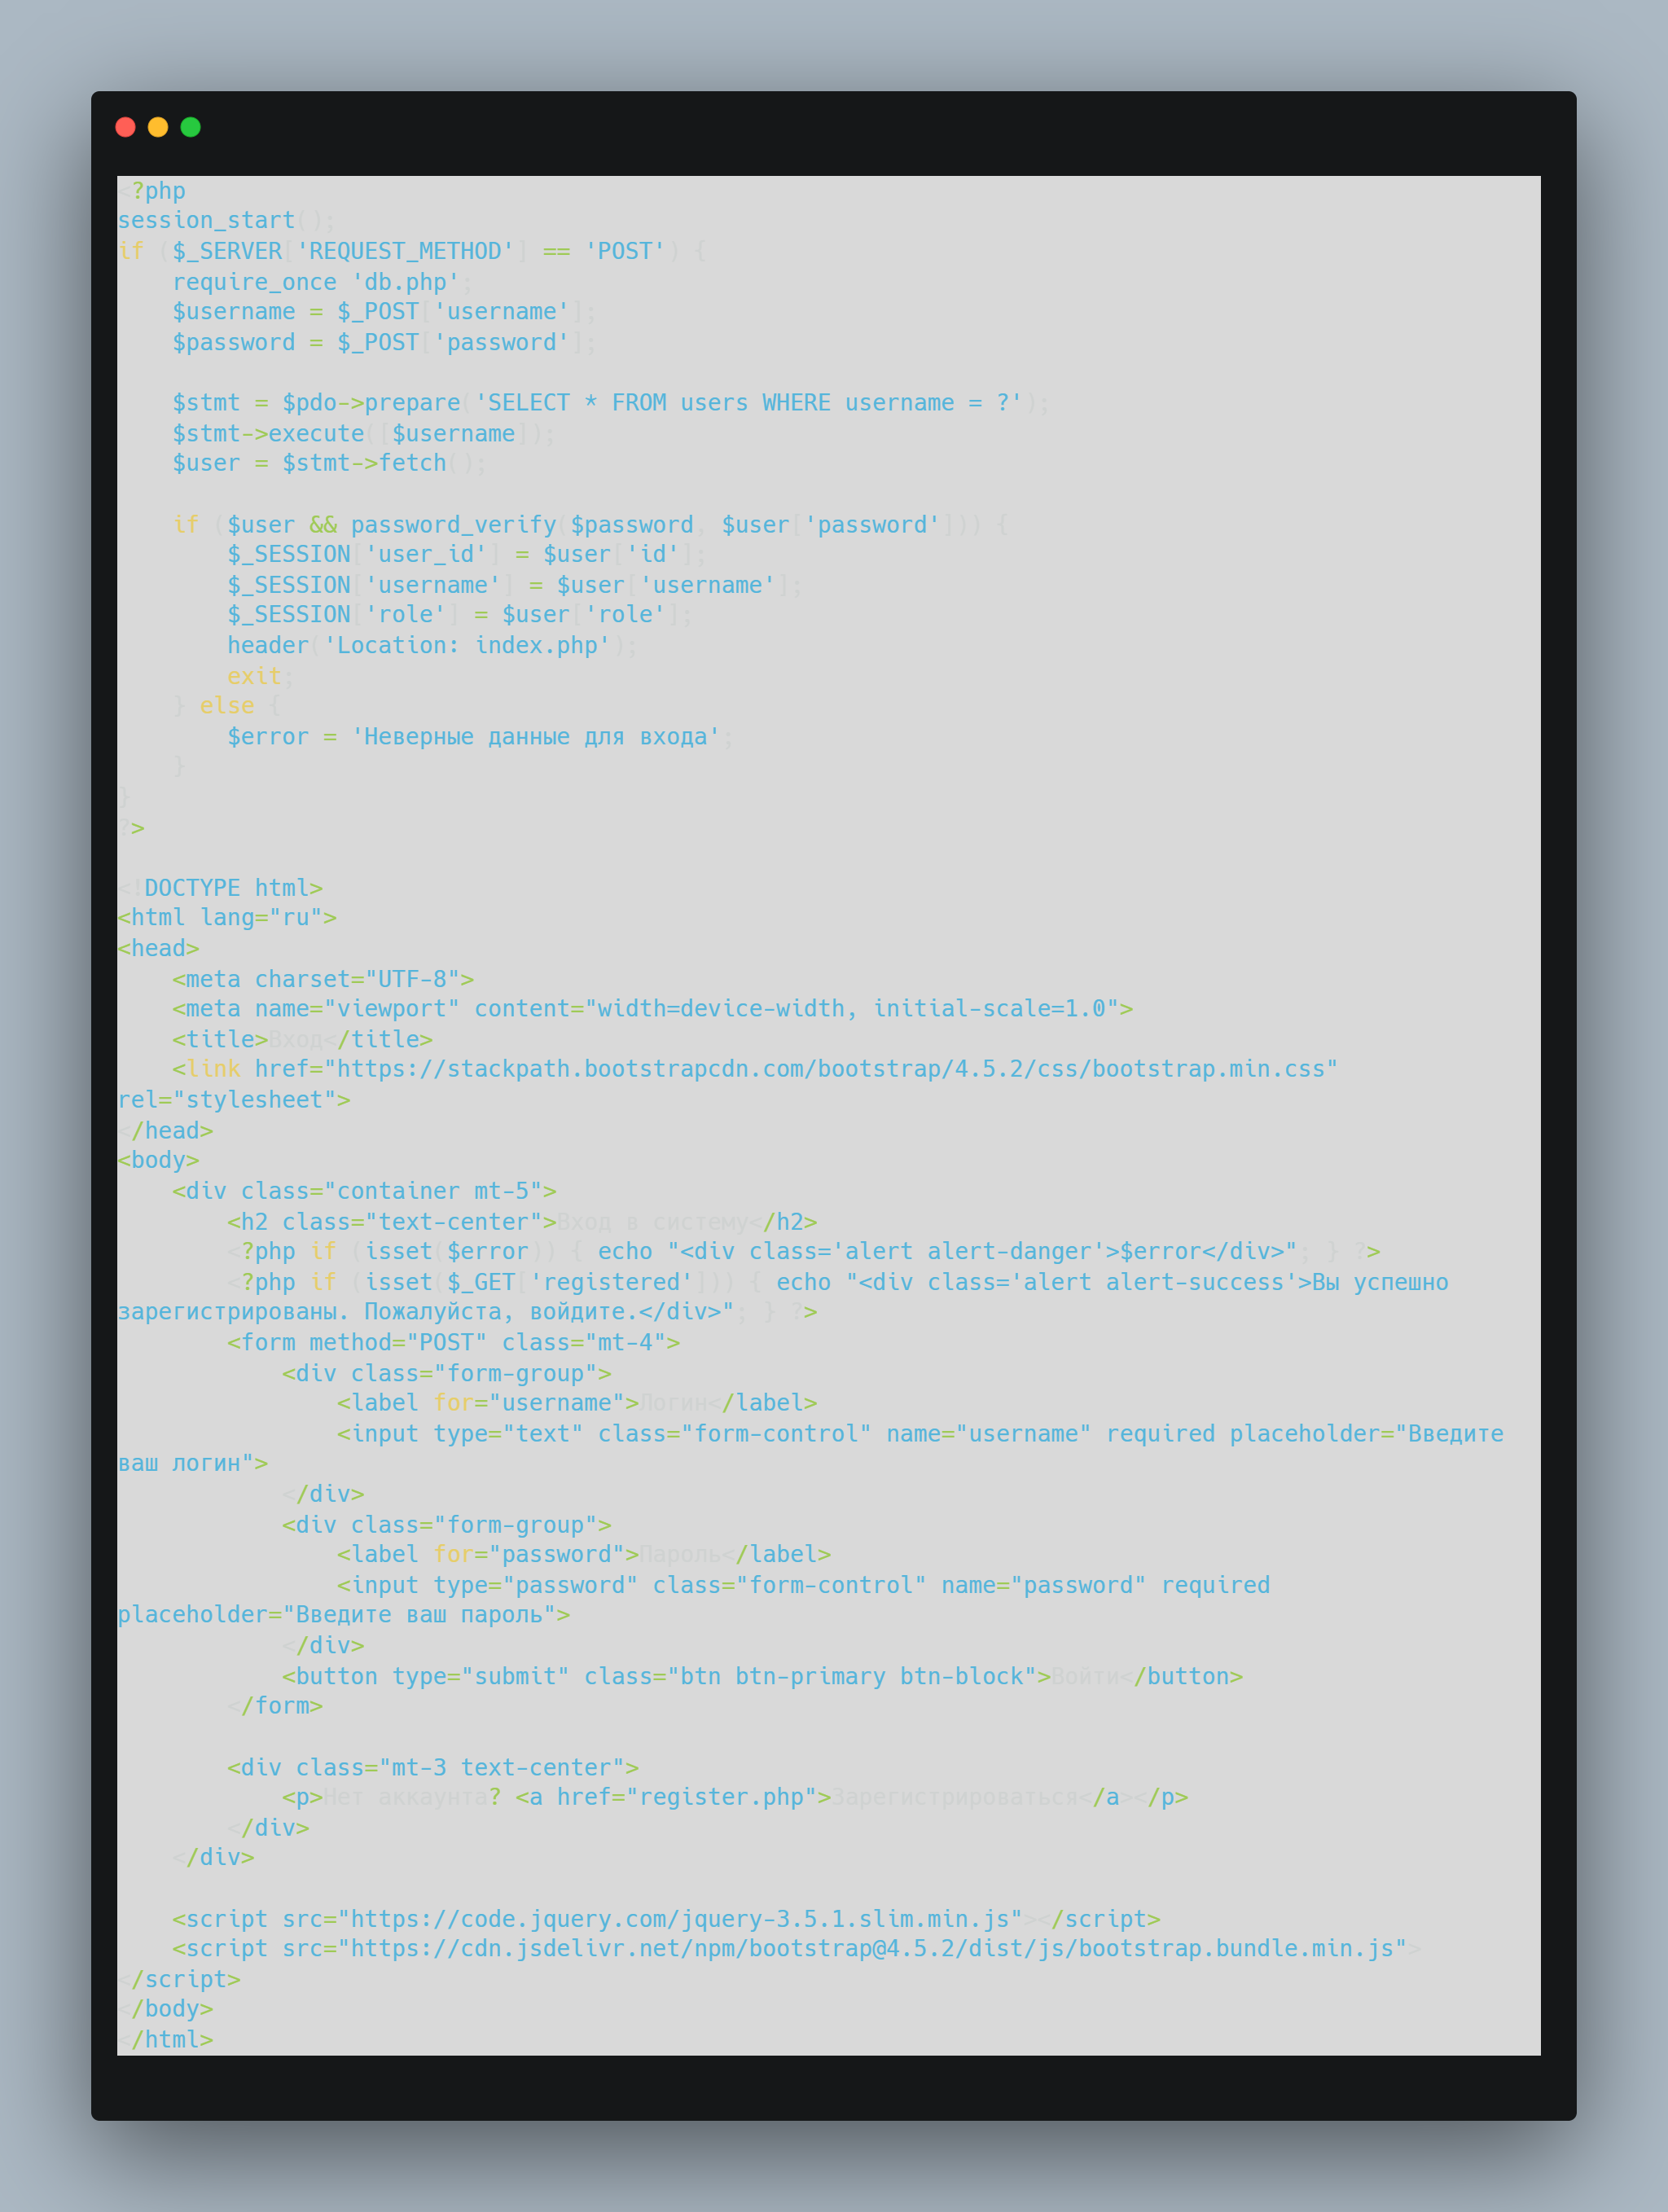 <?php
session_start();
if ($_SERVER['REQUEST_METHOD'] == 'POST') {
    require_once 'db.php';
    $username = $_POST['username'];
    $password = $_POST['password'];

    $stmt = $pdo->prepare('SELECT * FROM users WHERE username = ?');
    $stmt->execute([$username]);
    $user = $stmt->fetch();

    if ($user && password_verify($password, $user['password'])) {
        $_SESSION['user_id'] = $user['id'];
        $_SESSION['username'] = $user['username'];
        $_SESSION['role'] = $user['role'];
        header('Location: index.php');
        exit;
    } else {
        $error = 'Неверные данные для входа';
    }
}
?>

<!DOCTYPE html>
<html lang="ru">
<head>
    <meta charset="UTF-8">
    <meta name="viewport" content="width=device-width, initial-scale=1.0">
    <title>Вход</title>
    <link href="https://stackpath.bootstrapcdn.com/bootstrap/4.5.2/css/bootstrap.min.css"
rel="stylesheet">
</head>
<body>
    <div class="container mt-5">
        <h2 class="text-center">Вход в систему</h2>
        <?php if (isset($error)) { echo "<div class='alert alert-danger'>$error</div>"; } ?>
        <?php if (isset($_GET['registered'])) { echo "<div class='alert alert-success'>Вы успешно
зарегистрированы. Пожалуйста, войдите.</div>"; } ?>
        <form method="POST" class="mt-4">
            <div class="form-group">
                <label for="username">Логин</label>
                <input type="text" class="form-control" name="username" required placeholder="Введите
ваш логин">
            </div>
            <div class="form-group">
                <label for="password">Пароль</label>
                <input type="password" class="form-control" name="password" required
placeholder="Введите ваш пароль">
            </div>
            <button type="submit" class="btn btn-primary btn-block">Войти</button>
        </form>

        <div class="mt-3 text-center">
            <p>Нет аккаунта? <a href="register.php">Зарегистрироваться</a></p>
        </div>
    </div>

    <script src="https://code.jquery.com/jquery-3.5.1.slim.min.js"></script>
    <script src="https://cdn.jsdelivr.net/npm/bootstrap@4.5.2/dist/js/bootstrap.bundle.min.js">
</script>
</body>
</html>